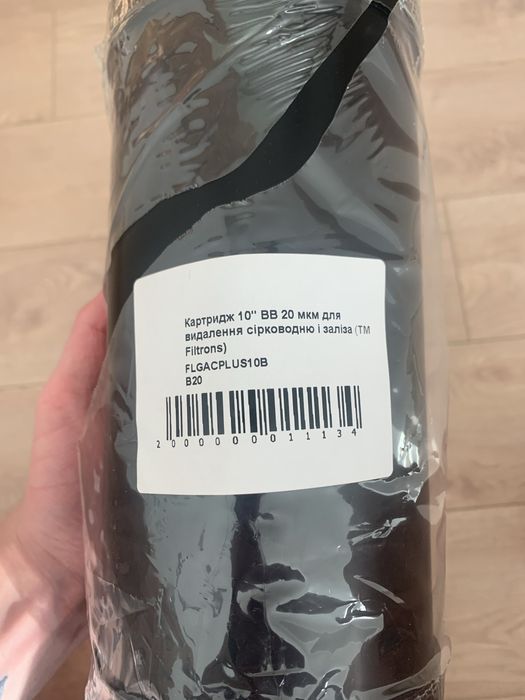 Картридж 10" ВВ 20 мкм для
видалення сірководню і заліза (ТМ
Filtrons)
FLGACPLUS10B
B20
2000000011134